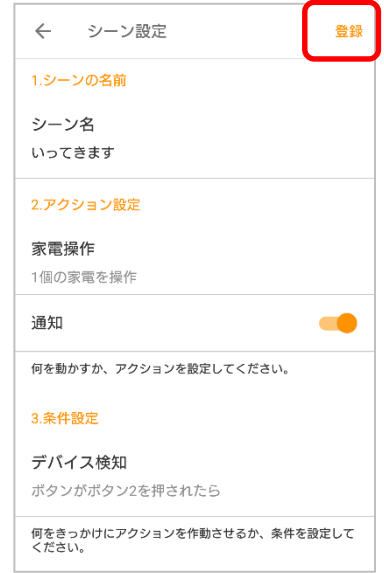 ← シーン設定 登録
1.シーンの名前
シーン名
いってきます
2.アクション設定
家電操作
1個の家電を操作
通知
何を動かすか、アクションを設定してください。
3.条件設定
デバイス検知
ボタンがボタン2を押されたら
何をきっかけにアクションを作動させるか、条件を設定して
ください。